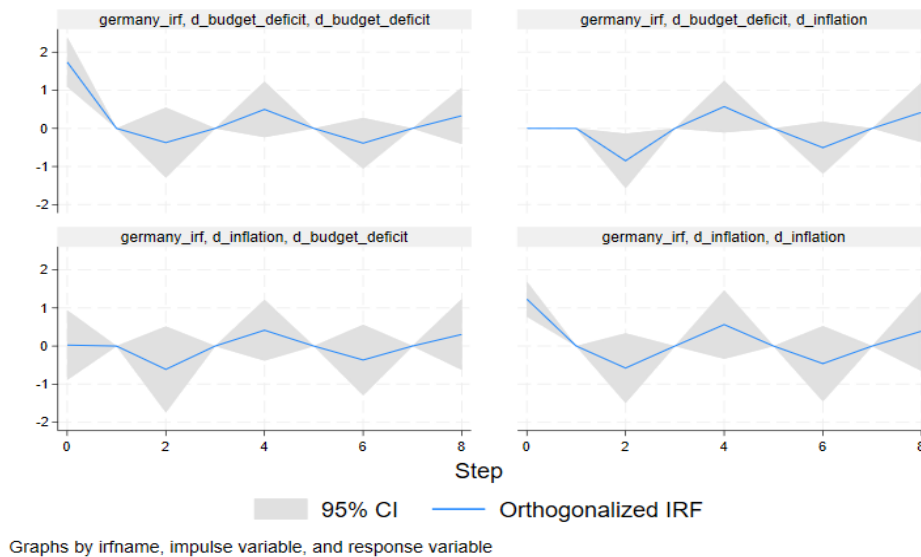 germany_irf, d_budget_deficit, d_budget_deficit
germany_irf, d_budget_deficit, d_inflation
2
1
0
-1
-2
germany_irf, d_inflation, d_budget_deficit
germany_irf, d_inflation, d_inflation
2
1
0
-1
-2
0 2 4 6 8
0 2 4 6 8
Step
95% CI
Orthogonalized IRF
Graphs by irfname, impulse variable, and response variable